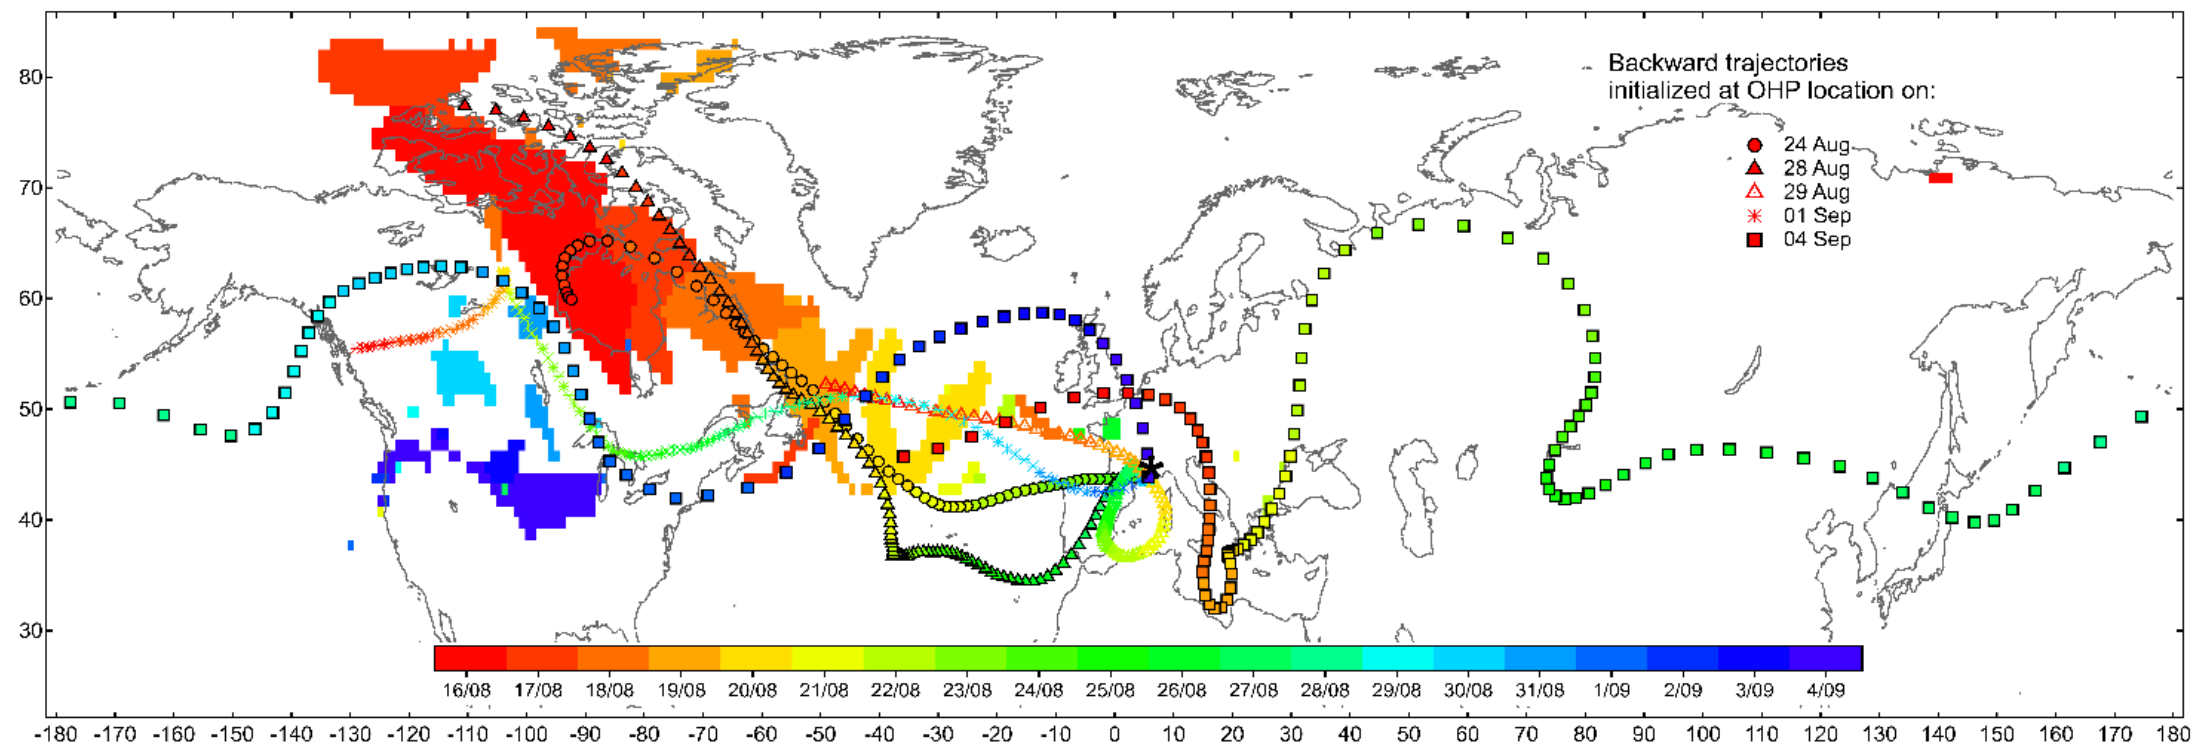 Backward trajectories
initialized at OHP location on:
24 Aug
28 Aug
29 Aug
01 Sep
04 Sep
80
70
60
50
40
30
16/08 17/08 18/08 19/08 20/08 21/08 22/08 23/08 24/08 25/08 26/08 27/08 28/08 29/08 30/08 31/08 1/09 2/09 3/09 4/09
-180 -170 -160 -150 -140 -130 -120 -110 -100 -90 -80 -70 -60 -50 -40 -30 -20 -10 0 10 20 30 40 50 60 70 80 90 100 110 120 130 140 150 160 170 180